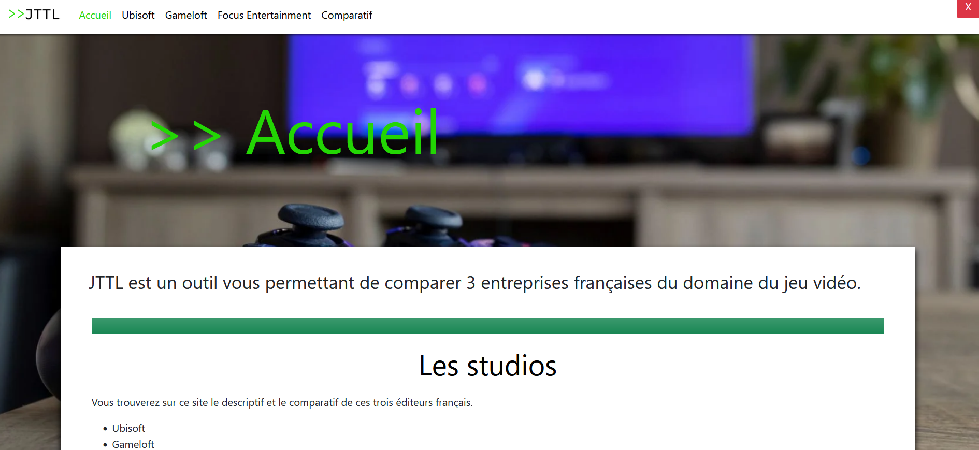 >>JTTL Accueil Ubisoft Gameloft Focus Entertainment Comparatif X
>> Accueil
JTTL est un outil vous permettant de comparer 3 entreprises françaises du domaine du jeu vidéo.
Les studios
Vous trouverez sur ce site le descriptif et le comparatif de ces trois éditeurs français.
• Ubisoft
• Gameloft